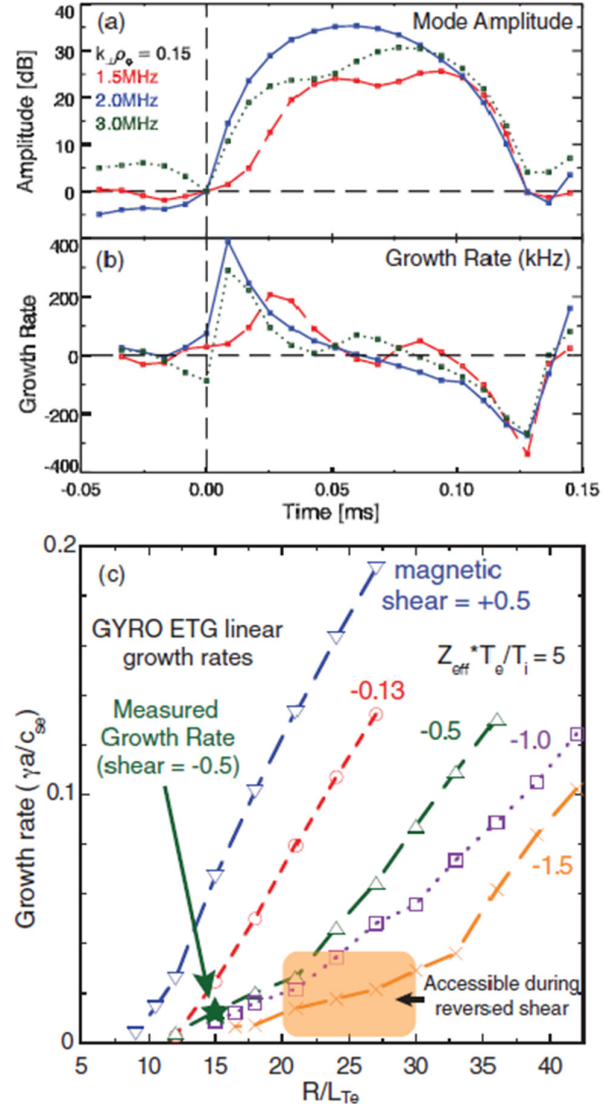 (a)
Mode Amplitude
k⊥ρe = 0.15
1.5MHz
2.0MHz
3.0MHz
Amplitude [dB]
40
30
20
10
0
(b)
Growth Rate (kHz)
Growth Rate
400
200
0
-200
-400
-0.05
0.00
0.05
0.10
0.15
Time [ms]
(c)
magnetic
shear = +0.5
GYRO ETG linear
growth rates
Zeff*Te/Ti = 5
Measured
Growth Rate
(shear = -0.5)
-0.13
-0.5
-1.0
-1.5
Accessible during
reversed shear
Growth rate (γa/cse)
0.2
0.1
0
5
10
15
20
25
30
35
40
R/LTe